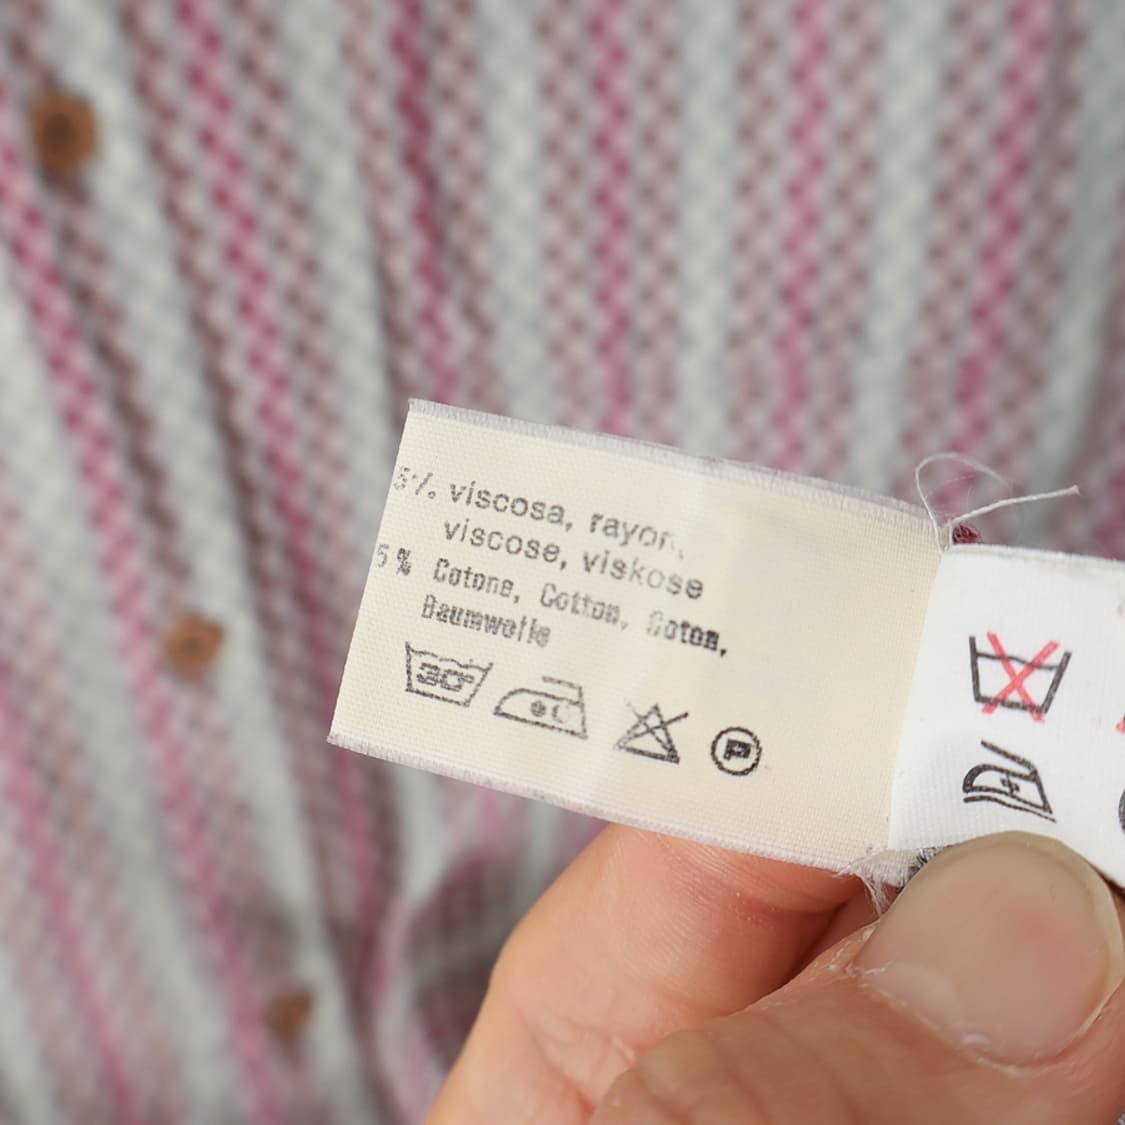 5% viscosa, rayon,
viscose, viskose
5% Cotone, Cotton, Coton,
Baumwolle
30°
P